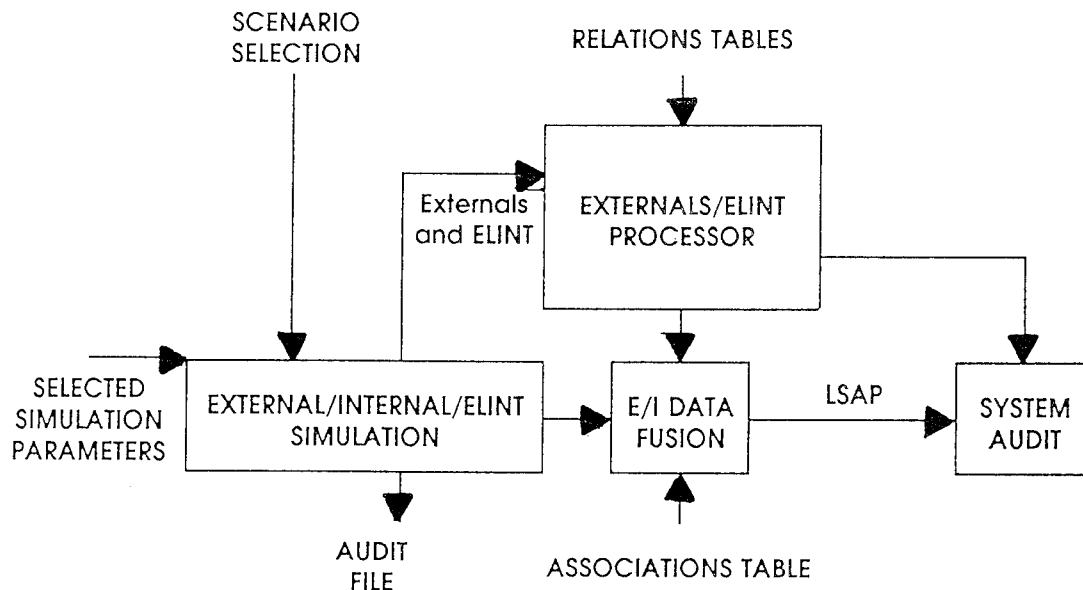 SCENARIO
SELECTION
RELATIONS TABLES
Externals
and ELINT
EXTERNALS/ELINT
PROCESSOR
SELECTED
SIMULATION
PARAMETERS
EXTERNAL/INTERNAL/ELINT
SIMULATION
E/I DATA
FUSION
LSAP
SYSTEM
AUDIT
AUDIT
FILE
ASSOCIATIONS TABLE